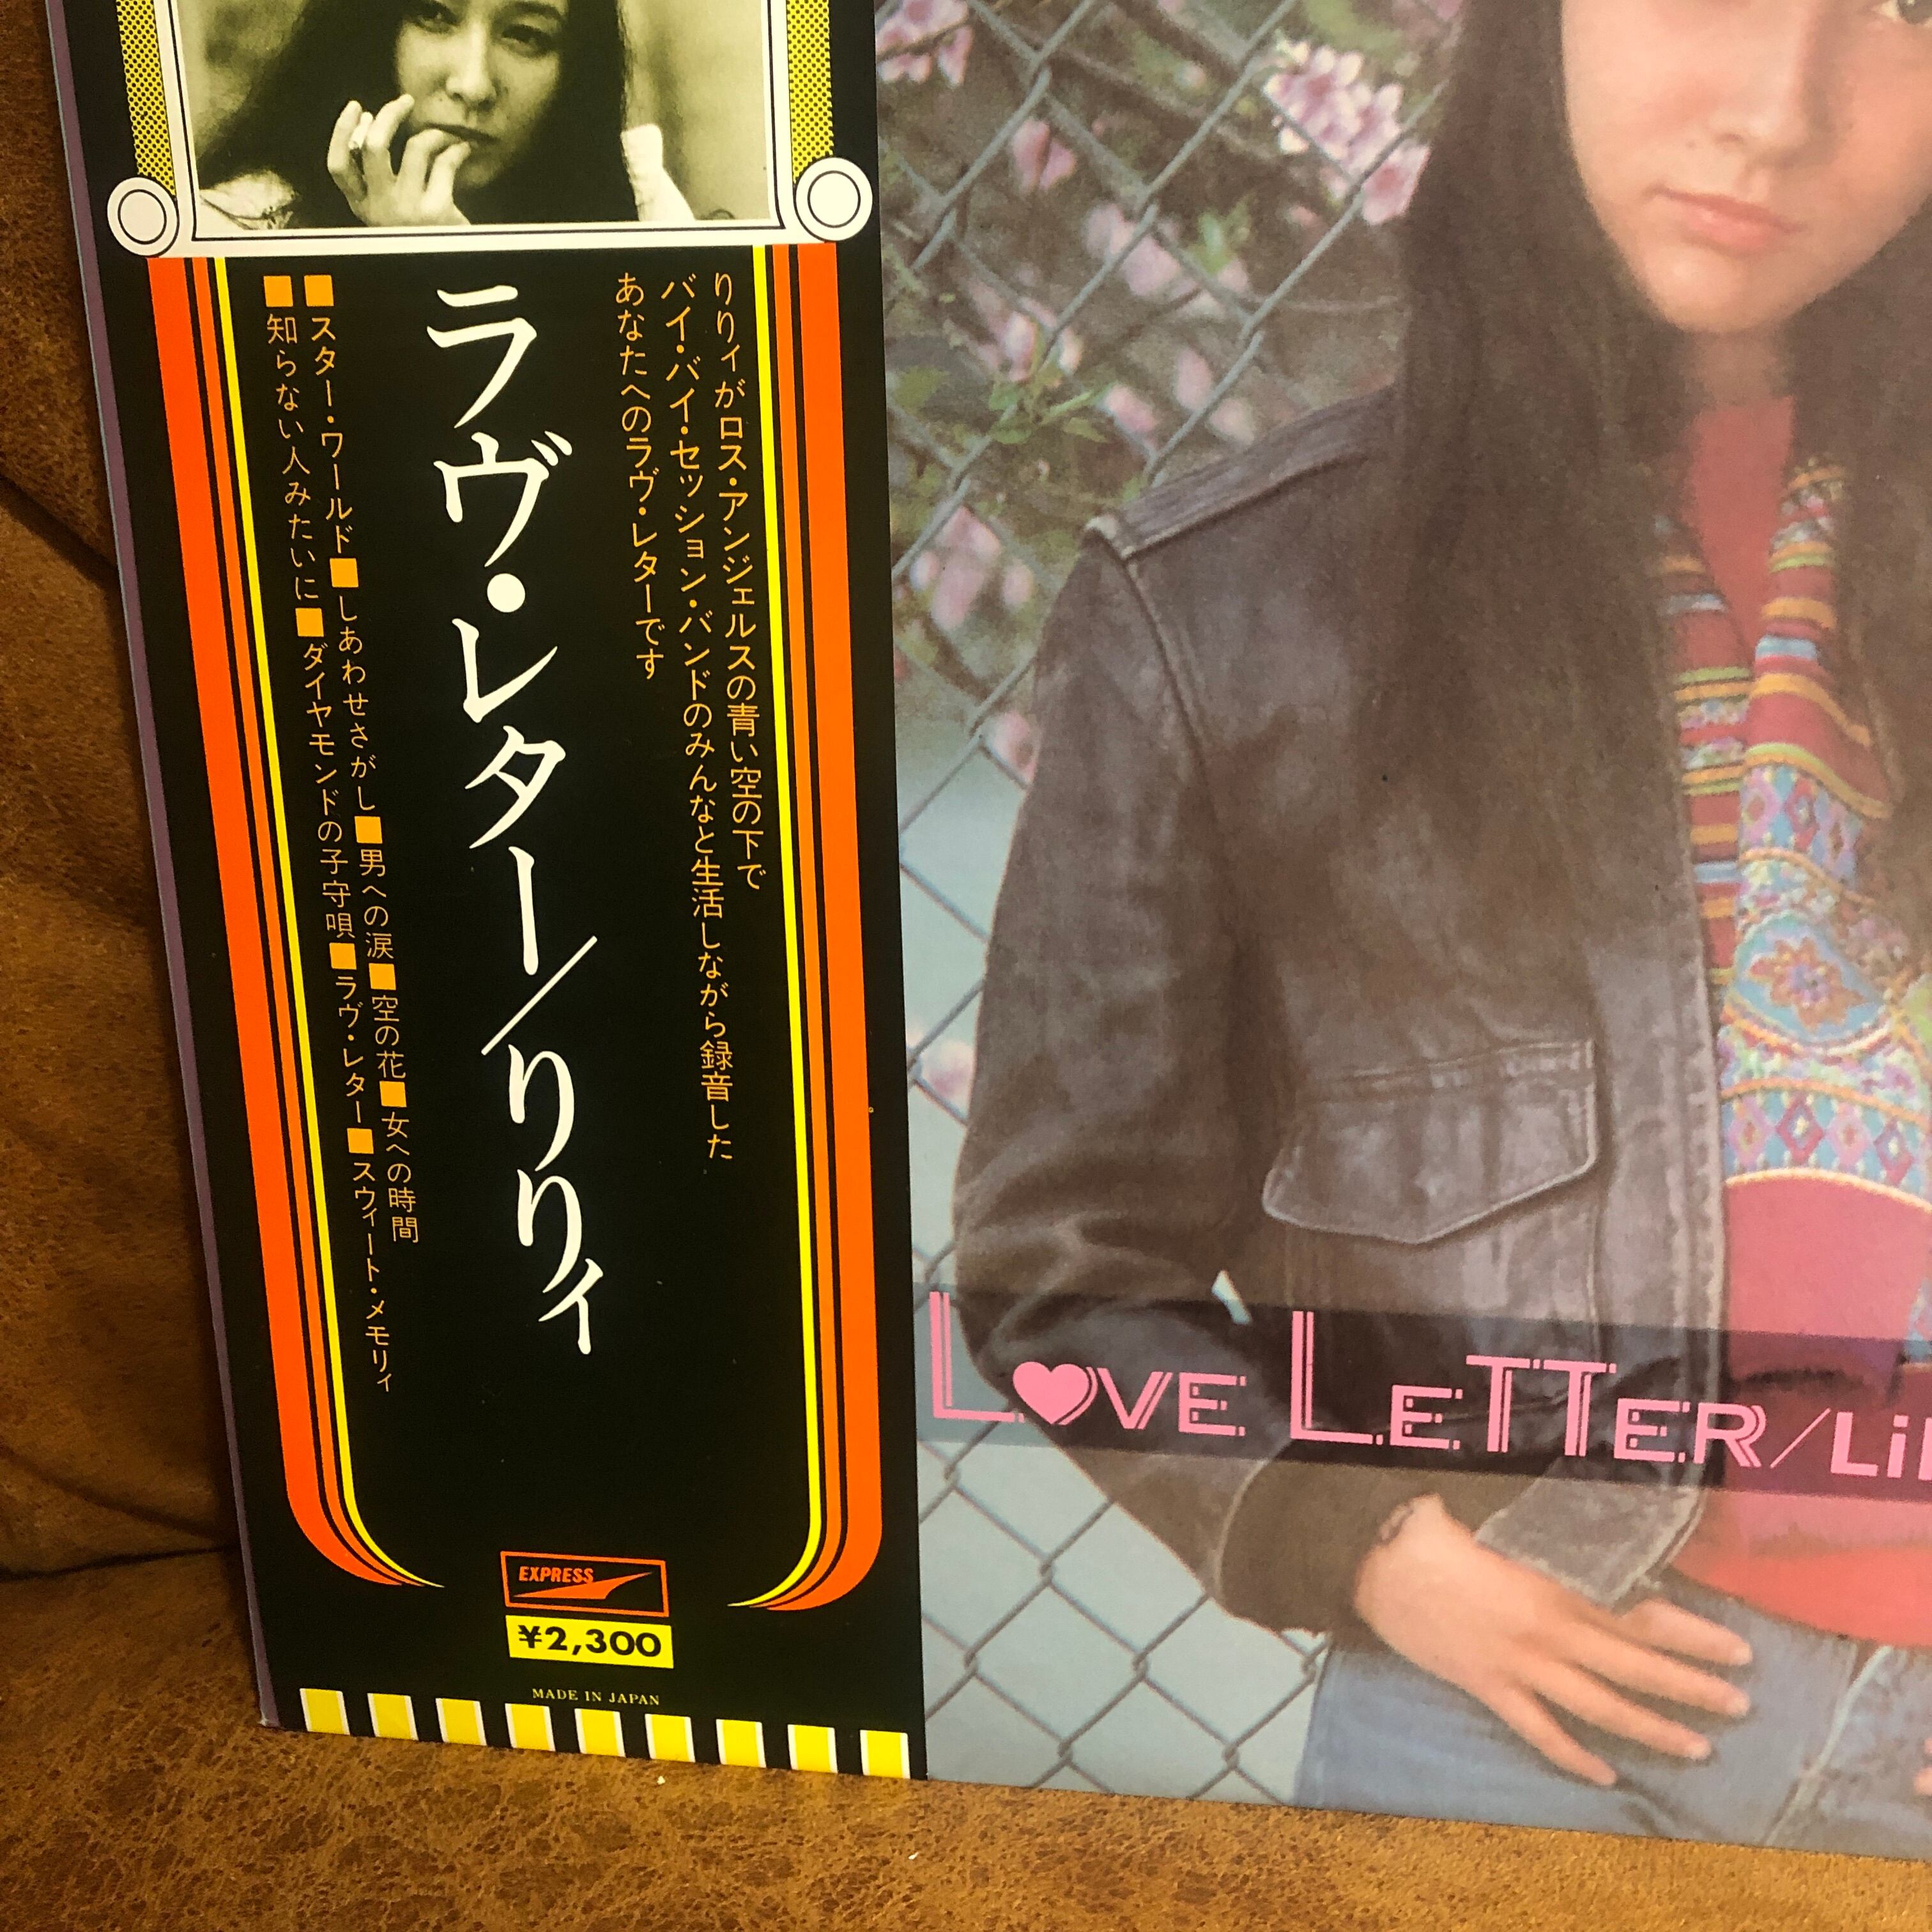 りりィがロス・アンジェルスの青い空の下で
バイ・バイ・セッション・バンドのみんなと生活しながら録音した
あなたへのラヴ・レターです
ラヴ・レター/りりィ
■スター・ワールド■しあわせさがし■男への涙■空の花■女への時間
■知らない人みたいに■ダイヤモンドの子守唄■ラヴ・レター■スウィート・メモリィ
EXPRESS
¥2,300
MADE IN JAPAN
L♥VE LETTER/Lil